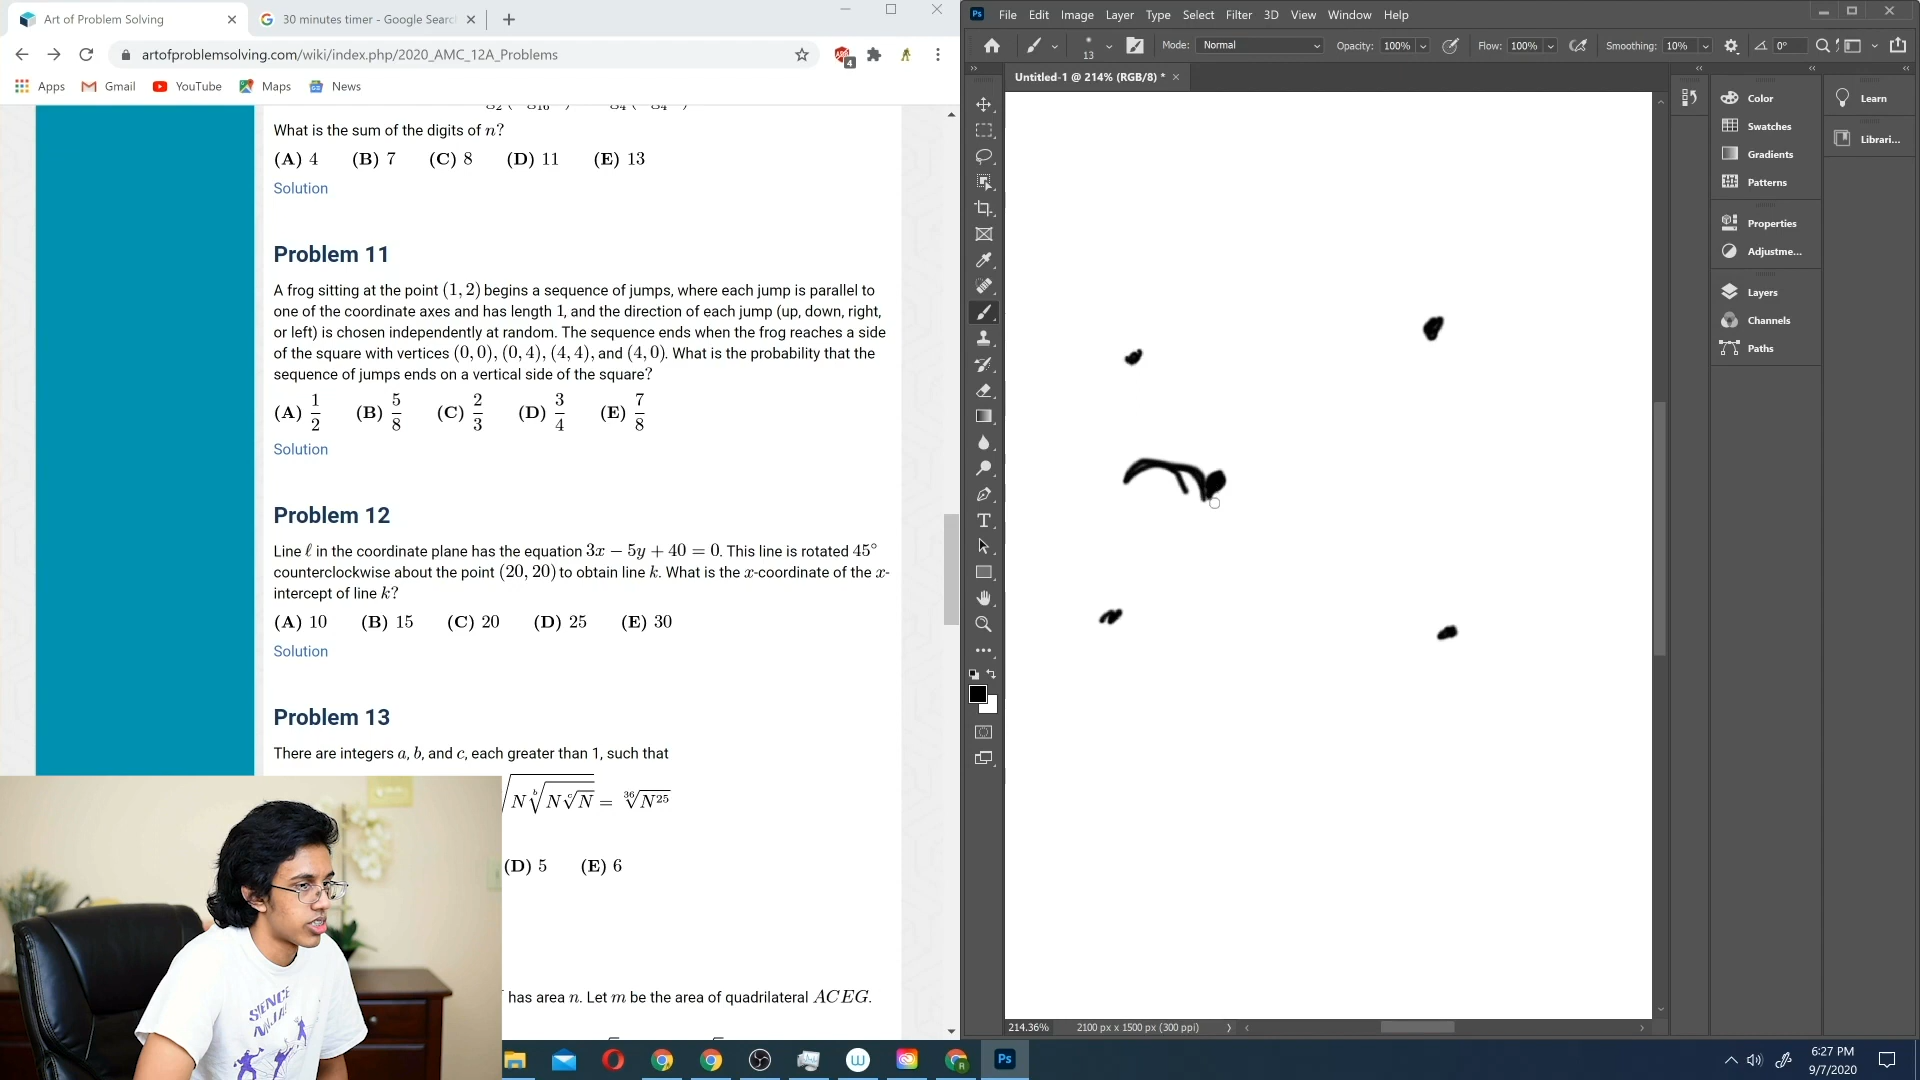 Art of Problem Solving
30 minutes timer - Google Searc
artofproblemsolving.com/wiki/index.php/2020_AMC_12A_Problems
4
Apps Gmail YouTube Maps News
What is the sum of the digits of n?
(A) 4 (B) 7 (C) 8 (D) 11 (E) 13
Solution
Problem 11
A frog sitting at the point (1, 2) begins a sequence of jumps, where each jump is parallel to
one of the coordinate axes and has length 1, and the direction of each jump (up, down, right,
or left) is chosen independently at random. The sequence ends when the frog reaches a side
of the square with vertices (0, 0), (0, 4), (4, 4), and (4, 0). What is the probability that the
sequence of jumps ends on a vertical side of the square?
(A) 1/2 (B) 5/8 (C) 2/3 (D) 3/4 (E) 7/8
Solution
Problem 12
Line ℓ in the coordinate plane has the equation 3x − 5y + 40 = 0. This line is rotated 45°
counterclockwise about the point (20, 20) to obtain line k. What is the x-coordinate of the x-
intercept of line k?
(A) 10 (B) 15 (C) 20 (D) 25 (E) 30
Solution
Problem 13
There are integers a, b, and c, each greater than 1, such that
√(N ᵇ√(N ᶜ√N)) = ³⁶√(N²⁵)
(D) 5 (E) 6
has area n. Let m be the area of quadrilateral ACEG.
SIENCE
NINJA
Ps File Edit Image Layer Type Select Filter 3D View Window Help
13 Mode: Normal Opacity: 100% Flow: 100% Smoothing: 10% 0°
Untitled-1 @ 214% (RGB/8) *
Color
Swatches
Gradients
Patterns
Properties
Adjustme...
Layers
Channels
Paths
Learn
Librari...
214.36% 2100 px x 1500 px (300 ppi)
Ps
6:27 PM
9/7/2020